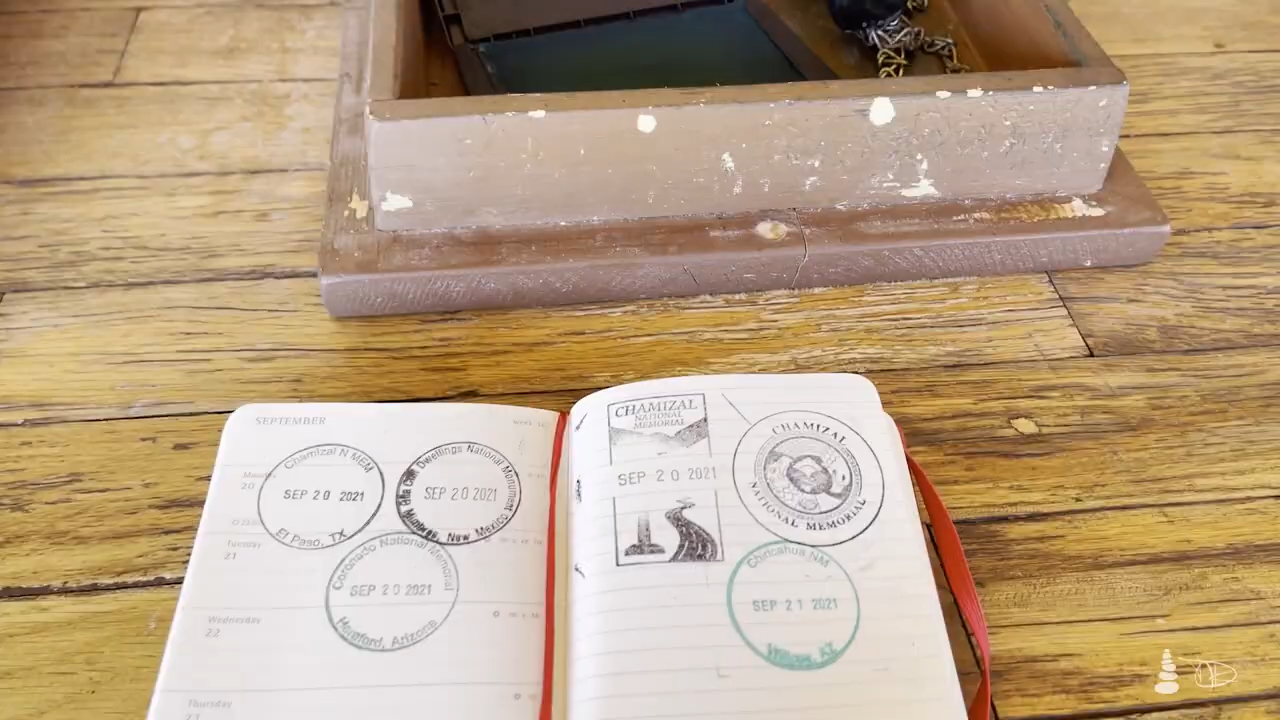 SEPTEMBER
Monday
20
Chamizal N MEM
SEP 20 2021
El Paso, TX
Gila Cliff Dwellings National Monument
SEP 20 2021
Mimbres, New Mexico
Tuesday
21
Coronado National Memorial
SEP 20 2021
Hereford, Arizona
Wednesday
22
Thursday
CHAMIZAL
NATIONAL
MEMORIAL
SEP 20 2021
CHAMIZAL
NATIONAL MEMORIAL
Chiricahua NM
SEP 21 2021